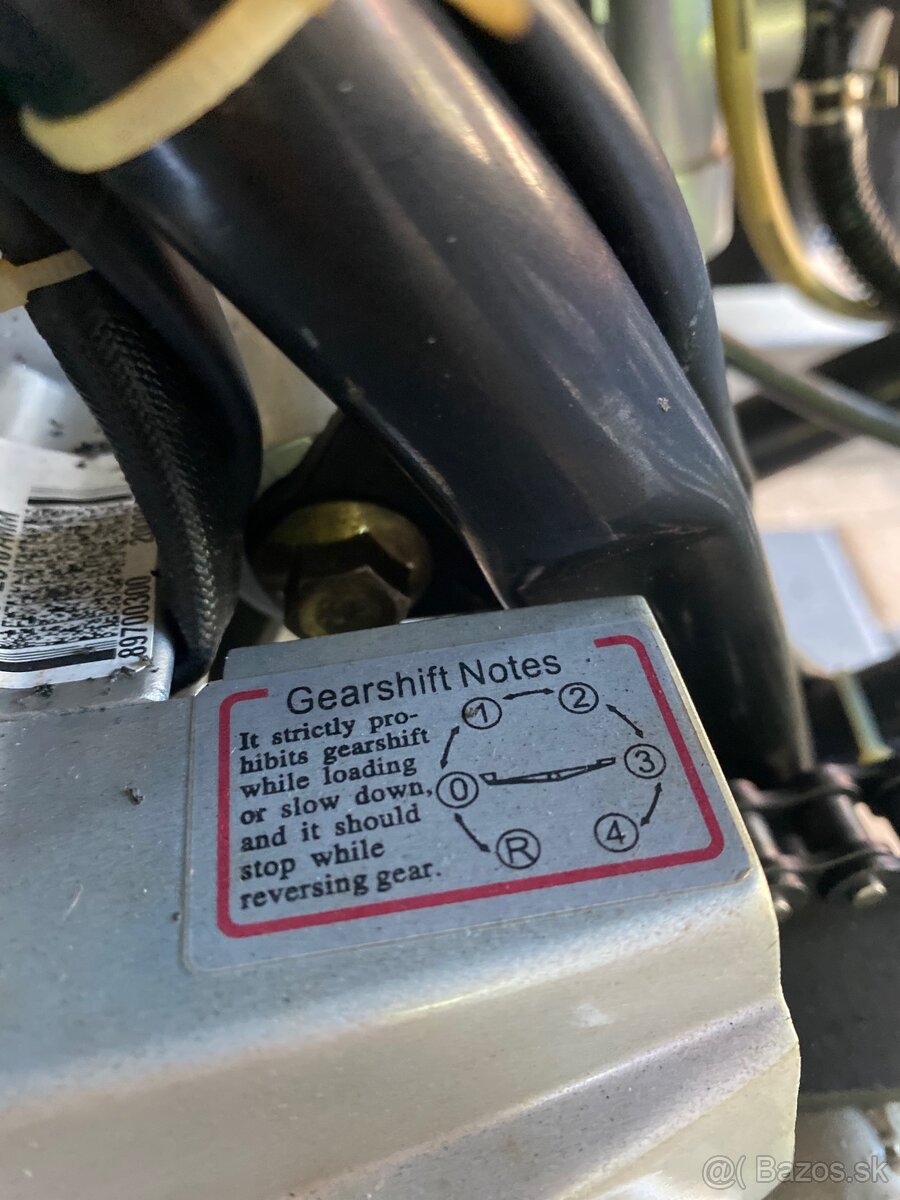 Gearshift Notes
It strictly pro-
hibits gearshift
while loading
or slow down,
and it should
stop while
reversing gear.
1 2
0 3
R 4
89700300
@( Bazos.sk